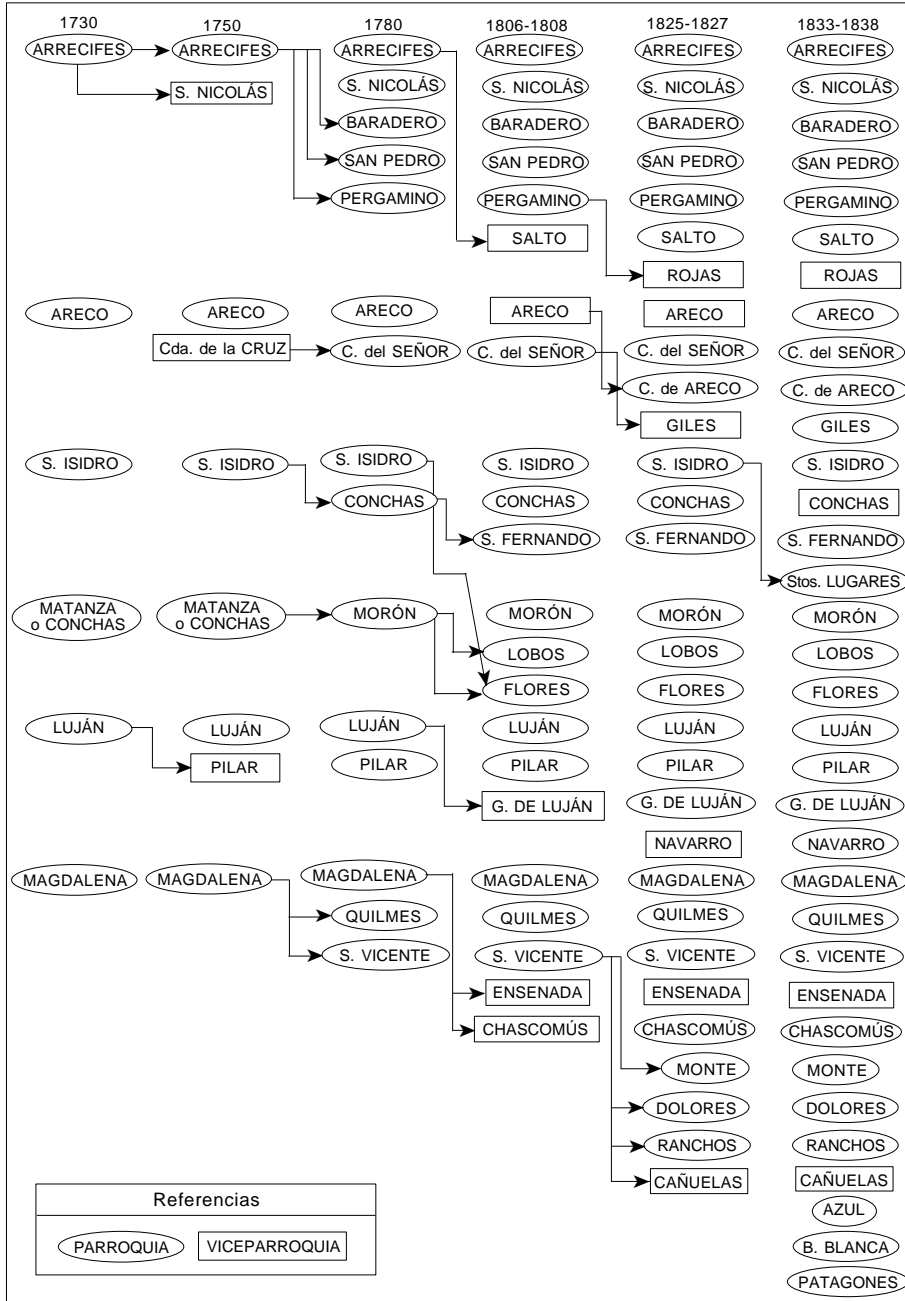 1730 1750 1780 1806-1808 1825-1827 1833-1838
ARRECIFES ARRECIFES ARRECIFES ARRECIFES ARRECIFES ARRECIFES
S. NICOLÁS S. NICOLÁS S. NICOLÁS S. NICOLÁS S. NICOLÁS
BARADERO BARADERO BARADERO BARADERO
SAN PEDRO SAN PEDRO SAN PEDRO SAN PEDRO
PERGAMINO PERGAMINO PERGAMINO PERGAMINO
SALTO SALTO SALTO
ROJAS ROJAS
ARECO ARECO ARECO ARECO ARECO ARECO
Cda. de la CRUZ C. del SEÑOR C. del SEÑOR C. del SEÑOR C. del SEÑOR
C. de ARECO C. de ARECO
GILES GILES
S. ISIDRO S. ISIDRO S. ISIDRO S. ISIDRO S. ISIDRO S. ISIDRO
CONCHAS CONCHAS CONCHAS CONCHAS
S. FERNANDO S. FERNANDO S. FERNANDO
Stos. LUGARES
MATANZA MATANZA
o CONCHAS o CONCHAS MORÓN MORÓN MORÓN MORÓN
LOBOS LOBOS LOBOS
FLORES FLORES FLORES
LUJÁN LUJÁN LUJÁN LUJÁN LUJÁN LUJÁN
PILAR PILAR PILAR PILAR PILAR
G. DE LUJÁN G. DE LUJÁN G. DE LUJÁN
NAVARRO NAVARRO
MAGDALENA MAGDALENA MAGDALENA MAGDALENA MAGDALENA MAGDALENA
QUILMES QUILMES QUILMES QUILMES
S. VICENTE S. VICENTE S. VICENTE S. VICENTE
ENSENADA ENSENADA ENSENADA
CHASCOMÚS CHASCOMÚS CHASCOMÚS
MONTE MONTE
DOLORES DOLORES
RANCHOS RANCHOS
CAÑUELAS CAÑUELAS
AZUL
B. BLANCA
PATAGONES
Referencias
PARROQUIA VICEPARROQUIA